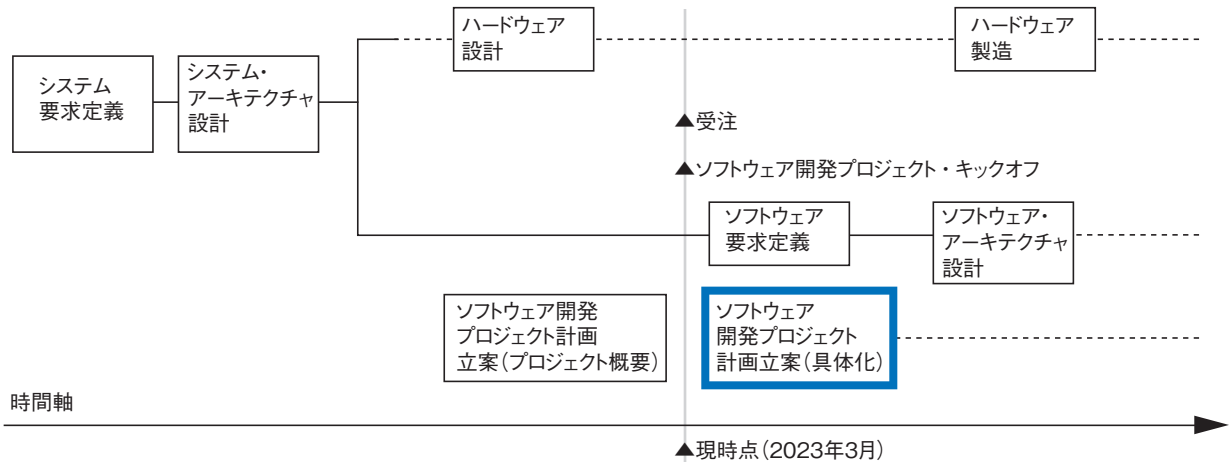 ハードウェア
設計
ハードウェア
製造
システム
要求定義
システム・
アーキテクチャ
設計
▲受注
▲ソフトウェア開発プロジェクト・キックオフ
ソフトウェア
要求定義
ソフトウェア・
アーキテクチャ
設計
ソフトウェア開発
プロジェクト計画
立案（プロジェクト概要）
ソフトウェア
開発プロジェクト
計画立案（具体化）
時間軸
▲現時点（2023年3月）